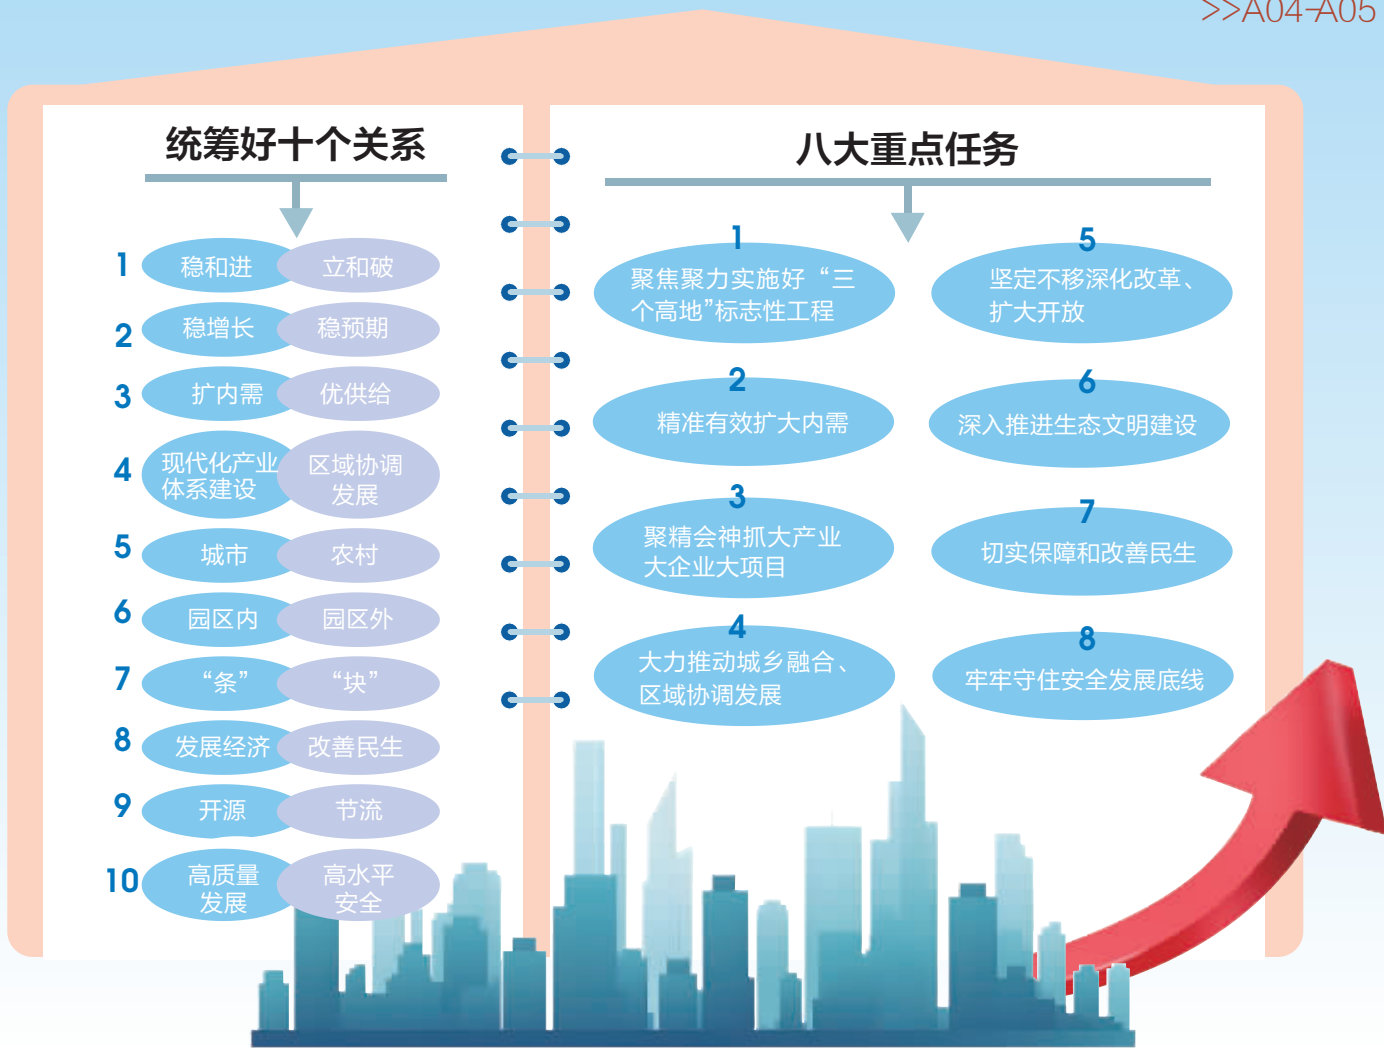 >>A04-A05
统筹好十个关系
1 稳和进 立和破
2 稳增长 稳预期
3 扩内需 优供给
4 现代化产业 区域协调
体系建设 发展
5 城市 农村
6 园区内 园区外
7 “条” “块”
8 发展经济 改善民生
9 开源 节流
10 高质量 高水平
发展 安全
八大重点任务
1
聚焦聚力实施好“三
个高地”标志性工程
2
精准有效扩大内需
3
聚精会神抓大产业
大企业大项目
4
大力推动城乡融合、
区域协调发展
5
坚定不移深化改革、
扩大开放
6
深入推进生态文明建设
7
切实保障和改善民生
8
牢牢守住安全发展底线